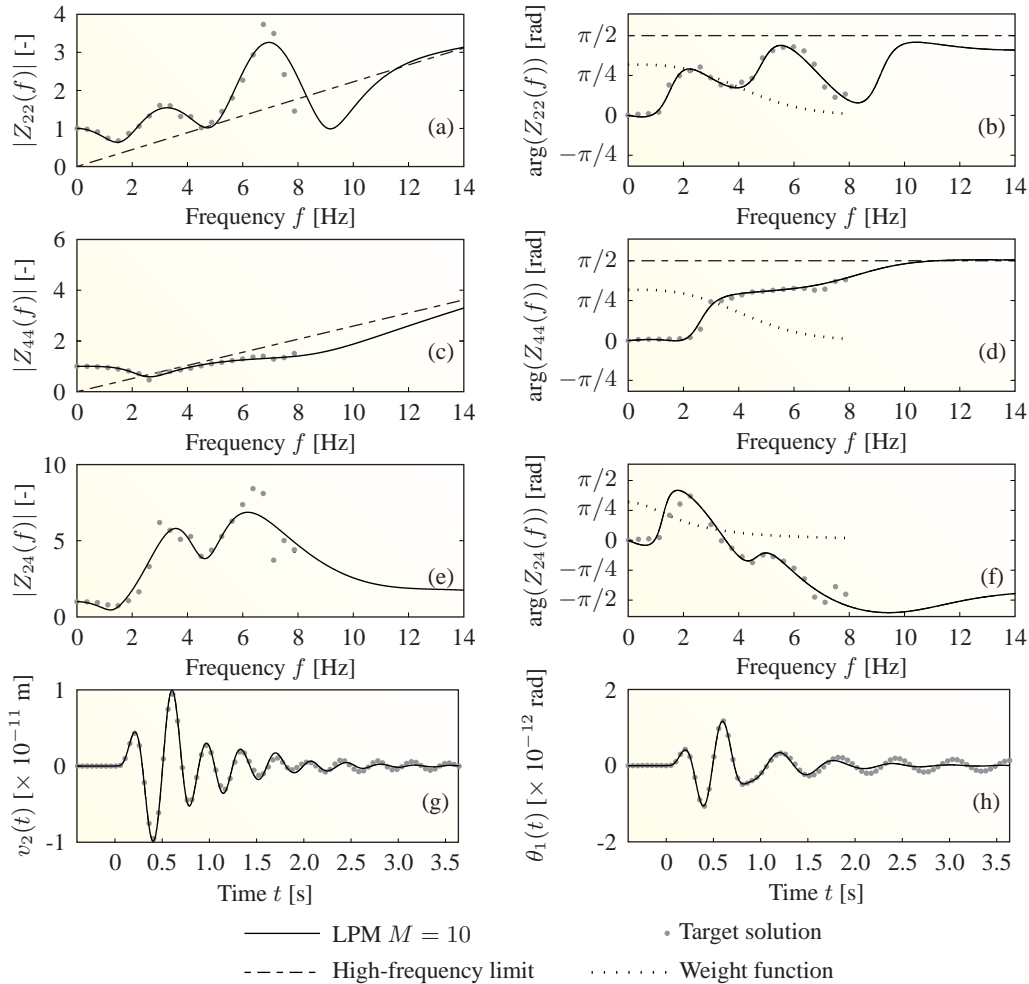 |Z22(f)| [-]
4
3
2
1
0
(a)
0 2 4 6 8 10 12 14
Frequency f [Hz]
arg(Z22(f)) [rad]
π/2
π/4
0
−π/4
(b)
0 2 4 6 8 10 12 14
Frequency f [Hz]
|Z44(f)| [-]
6
4
2
0
(c)
0 2 4 6 8 10 12 14
Frequency f [Hz]
arg(Z44(f)) [rad]
π/2
π/4
0
−π/4
(d)
0 2 4 6 8 10 12 14
Frequency f [Hz]
|Z24(f)| [-]
10
5
0
(e)
0 2 4 6 8 10 12 14
Frequency f [Hz]
arg(Z24(f)) [rad]
π/2
π/4
0
−π/4
−π/2
(f)
0 2 4 6 8 10 12 14
Frequency f [Hz]
v2(t) [× 10−11 m]
1
0
-1
(g)
0 0.5 1.0 1.5 2.0 2.5 3.0 3.5
Time t [s]
θ1(t) [× 10−12 rad]
2
0
-2
(h)
0 0.5 1.0 1.5 2.0 2.5 3.0 3.5
Time t [s]
LPM M = 10
Target solution
High-frequency limit
Weight function